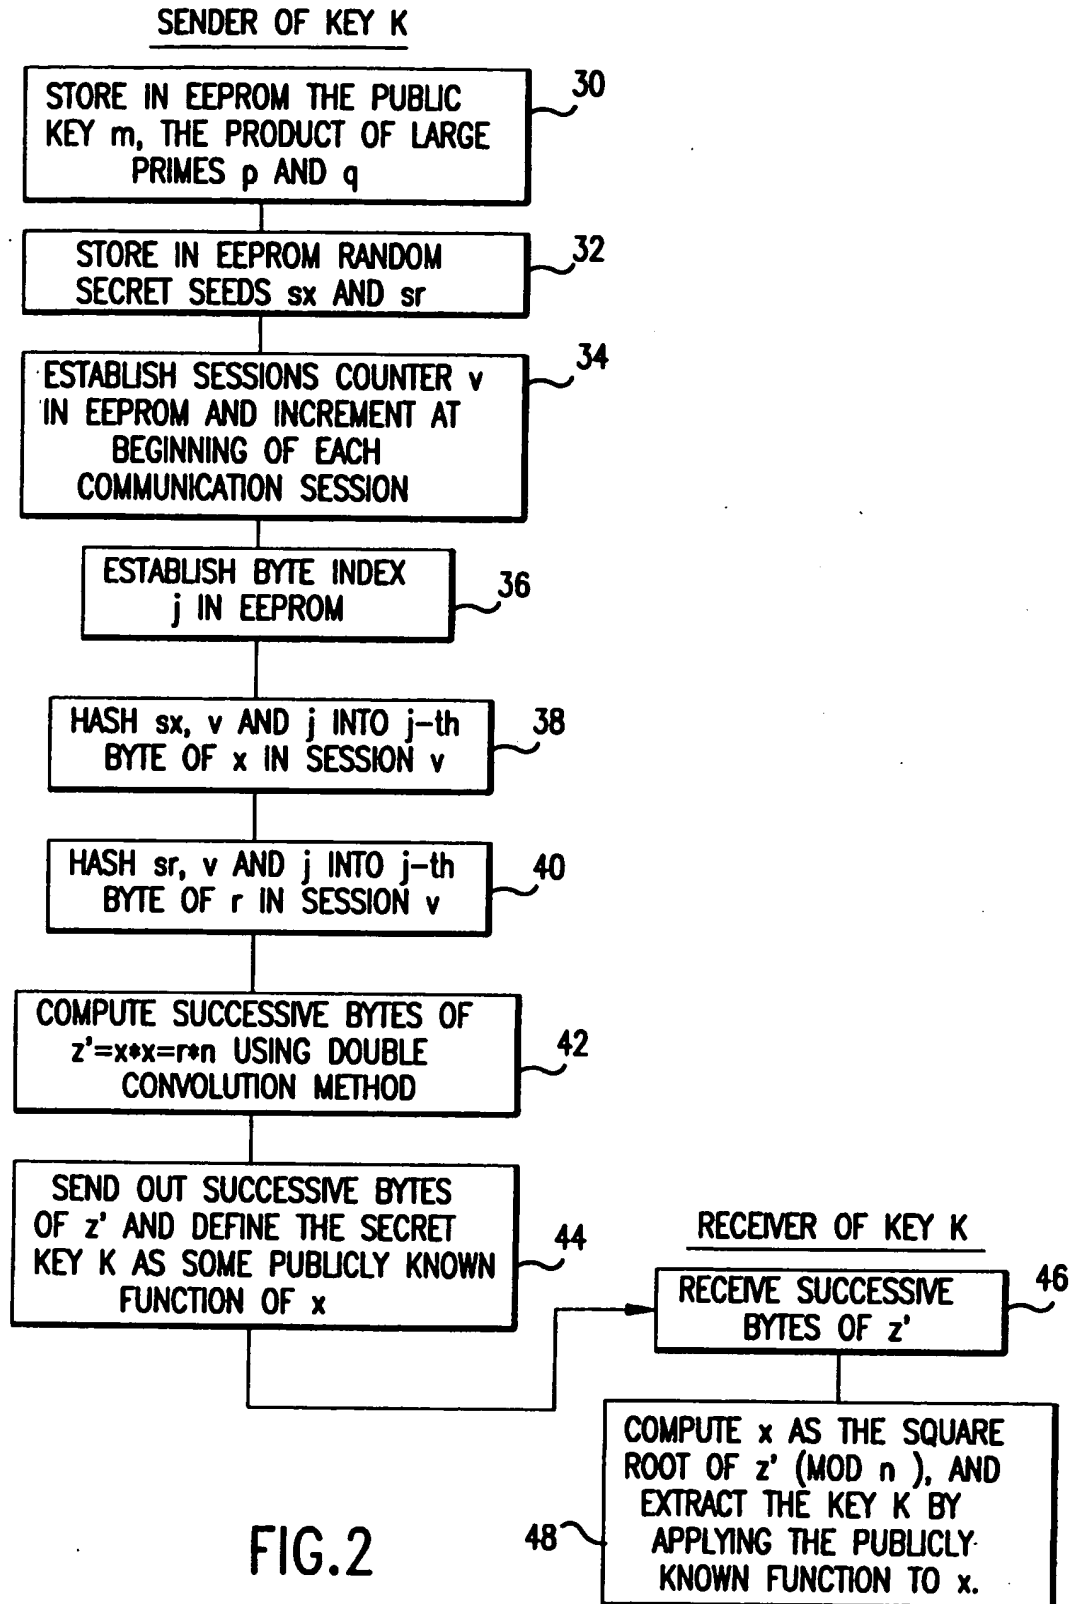 SENDER OF KEY K
STORE IN EEPROM THE PUBLIC
KEY m, THE PRODUCT OF LARGE
PRIMES p AND q
30
STORE IN EEPROM RANDOM
SECRET SEEDS sx AND sr
32
ESTABLISH SESSIONS COUNTER v
IN EEPROM AND INCREMENT AT
BEGINNING OF EACH
COMMUNICATION SESSION
34
ESTABLISH BYTE INDEX
j IN EEPROM
36
HASH sx, v AND j INTO j-th
BYTE OF x IN SESSION v
38
HASH sr, v AND j INTO j-th
BYTE OF r IN SESSION v
40
COMPUTE SUCCESSIVE BYTES OF
z'=x*x=r*n USING DOUBLE
CONVOLUTION METHOD
42
SEND OUT SUCCESSIVE BYTES
OF z' AND DEFINE THE SECRET
KEY K AS SOME PUBLICLY KNOWN
FUNCTION OF x
44
RECEIVER OF KEY K
RECEIVE SUCCESSIVE
BYTES OF z'
46
COMPUTE x AS THE SQUARE
ROOT OF z' (MOD n ), AND
EXTRACT THE KEY K BY
APPLYING THE PUBLICLY
KNOWN FUNCTION TO x.
48
FIG.2